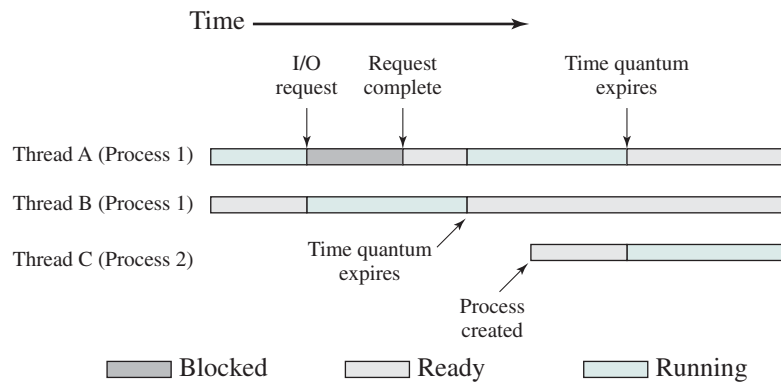 Time
I/O
request
Request
complete
Time quantum
expires
Thread A (Process 1)
Thread B (Process 1)
Time quantum
expires
Thread C (Process 2)
Process
created
Blocked
Ready
Running